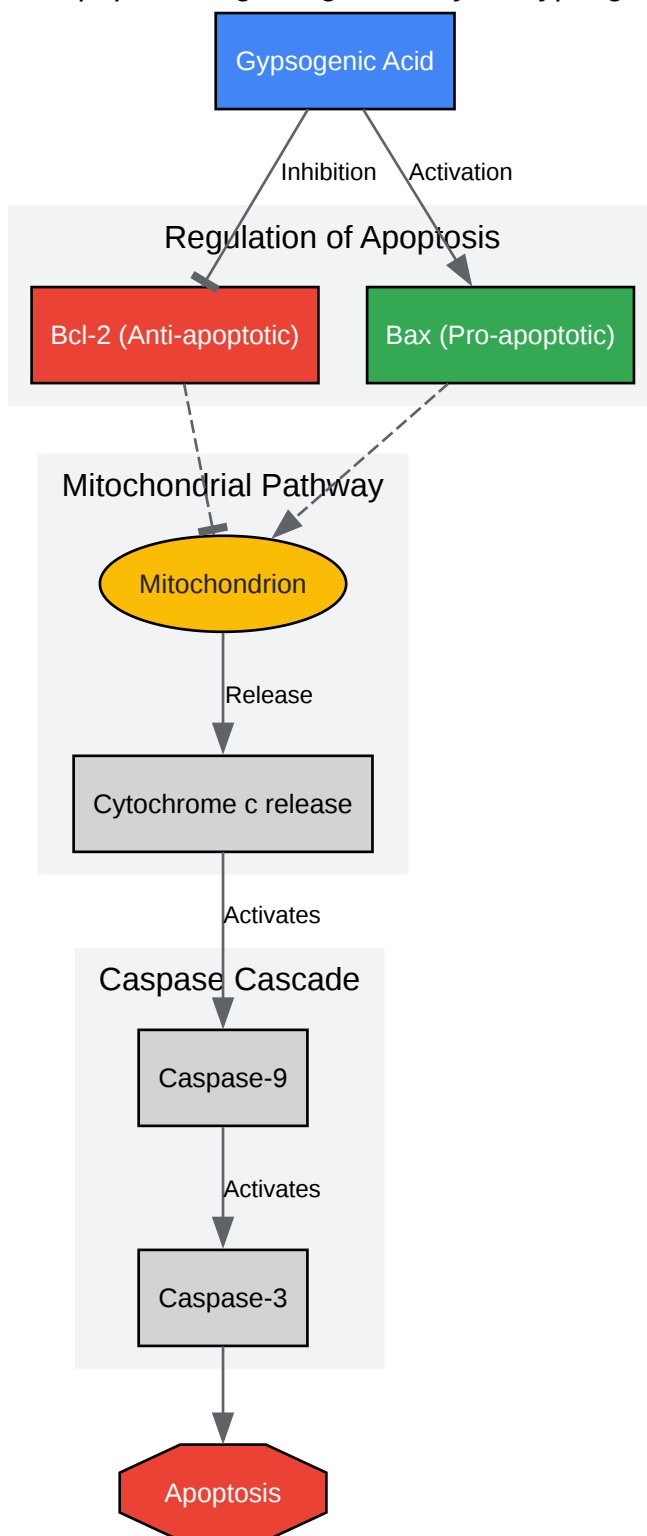 Gypsogenic Acid
Inhibition
Activation
Regulation of Apoptosis
Bcl-2 (Anti-apoptotic)
Bax (Pro-apoptotic)
Mitochondrial Pathway
Mitochondrion
Release
Cytochrome c release
Activates
Caspase Cascade
Caspase-9
Activates
Caspase-3
Apoptosis